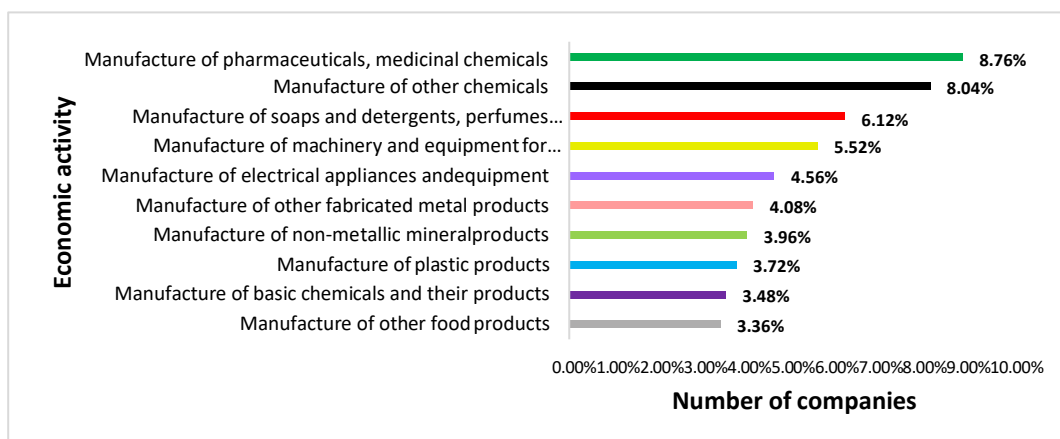 Economic activity
Manufacture of pharmaceuticals, medicinal chemicals 8.76%
Manufacture of other chemicals 8.04%
Manufacture of soaps and detergents, perfumes… 6.12%
Manufacture of machinery and equipment for… 5.52%
Manufacture of electrical appliances andequipment 4.56%
Manufacture of other fabricated metal products 4.08%
Manufacture of non-metallic mineralproducts 3.96%
Manufacture of plastic products 3.72%
Manufacture of basic chemicals and their products 3.48%
Manufacture of other food products 3.36%
0.00%1.00%2.00%3.00%4.00%5.00%6.00%7.00%8.00%9.00%10.00%
Number of companies